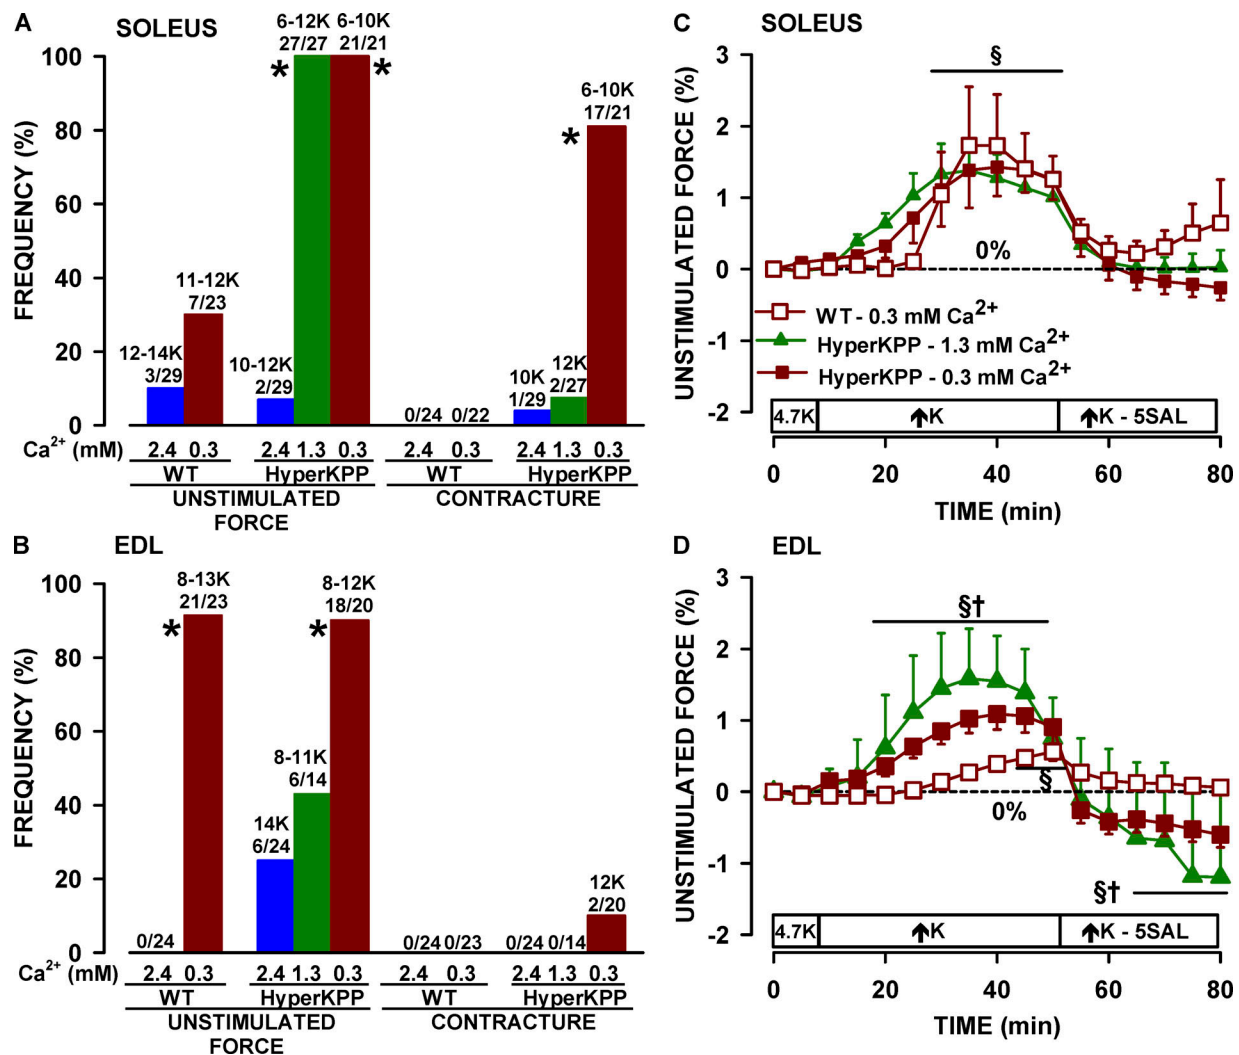 A SOLEUS
6-12K 6-10K
27/27 21/21
* *
6-10K
17/21
*
11-12K
7/23
12-14K
3/29
10-12K
2/29
12K
10K 2/27
1/29
0/24 0/22
100
80
60
40
20
0
FREQUENCY (%)
Ca2+ (mM) 2.4 0.3 2.4 1.3 0.3 2.4 0.3 2.4 1.3 0.3
WT HyperKPP WT HyperKPP
UNSTIMULATED CONTRACTURE
FORCE
B EDL
8-13K 8-12K
21/23 18/20
* *
8-11K
6/14
14K
6/24
12K
2/20
0/24 0/24 0/23 0/24 0/14
100
80
60
40
20
0
FREQUENCY (%)
Ca2+ (mM) 2.4 0.3 2.4 1.3 0.3 2.4 0.3 2.4 1.3 0.3
WT HyperKPP WT HyperKPP
UNSTIMULATED CONTRACTURE
FORCE
C SOLEUS
§
3
2
1
0
-1
-2
UNSTIMULATED FORCE (%)
0%
WT - 0.3 mM Ca2+
HyperKPP - 1.3 mM Ca2+
HyperKPP - 0.3 mM Ca2+
4.7K ↑K ↑K - 5SAL
0 20 40 60 80
TIME (min)
D EDL
§†
3
2
1
0
-1
-2
UNSTIMULATED FORCE (%)
§
0%
§†
4.7K ↑K ↑K - 5SAL
0 20 40 60 80
TIME (min)